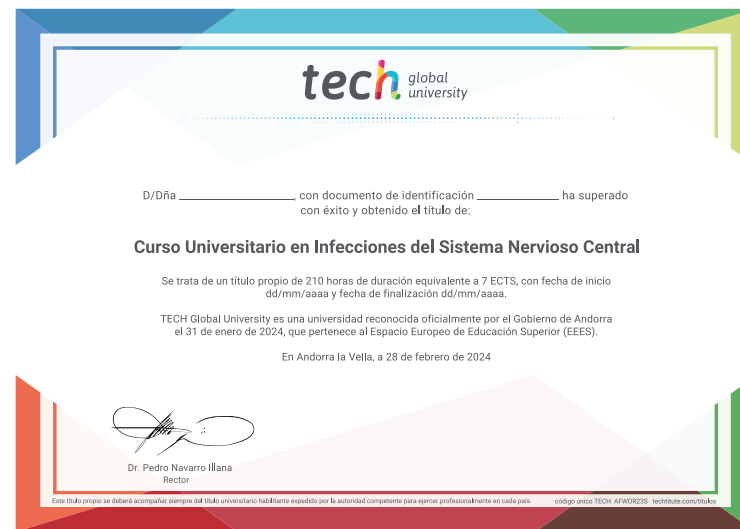 tech global university
D/Dña ______________, con documento de identificación __________ ha superado
con éxito y obtenido el título de:
Curso Universitario en Infecciones del Sistema Nervioso Central
Se trata de un título propio de 210 horas de duración equivalente a 7 ECTS, con fecha de inicio
dd/mm/aaaa y fecha de finalización dd/mm/aaaa.
TECH Global University es una universidad reconocida oficialmente por el Gobierno de Andorra
el 31 de enero de 2024, que pertenece al Espacio Europeo de Educación Superior (EEES).
En Andorra la Vella, a 28 de febrero de 2024
Dr. Pedro Navarro Illana
Rector
Este título propio se deberá acompañar siempre del título universitario habilitante expedido por la autoridad competente para ejercer profesionalmente en cada país. código único TECH: AFWOR23S techtitute.com/titulos